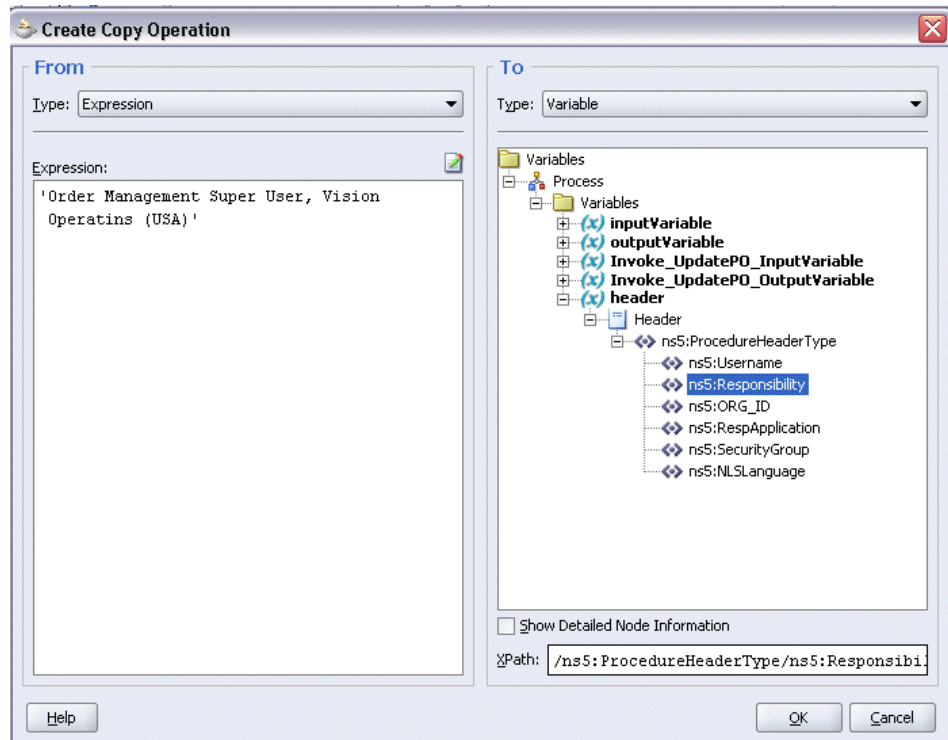 Create Copy Operation
From
Type: Expression
Expression:
'Order Management Super User, Vision
Operatins (USA)'
To
Type: Variable
Variables
Process
Variables
inputVariable
outputVariable
Invoke_UpdatePO_InputVariable
Invoke_UpdatePO_OutputVariable
header
Header
ns5:ProcedureHeaderType
ns5:Username
ns5:Responsibility
ns5:ORG_ID
ns5:RespApplication
ns5:SecurityGroup
ns5:NLSLanguage
Show Detailed Node Information
XPath: /ns5:ProcedureHeaderType/ns5:Responsibil
Help
OK
Cancel